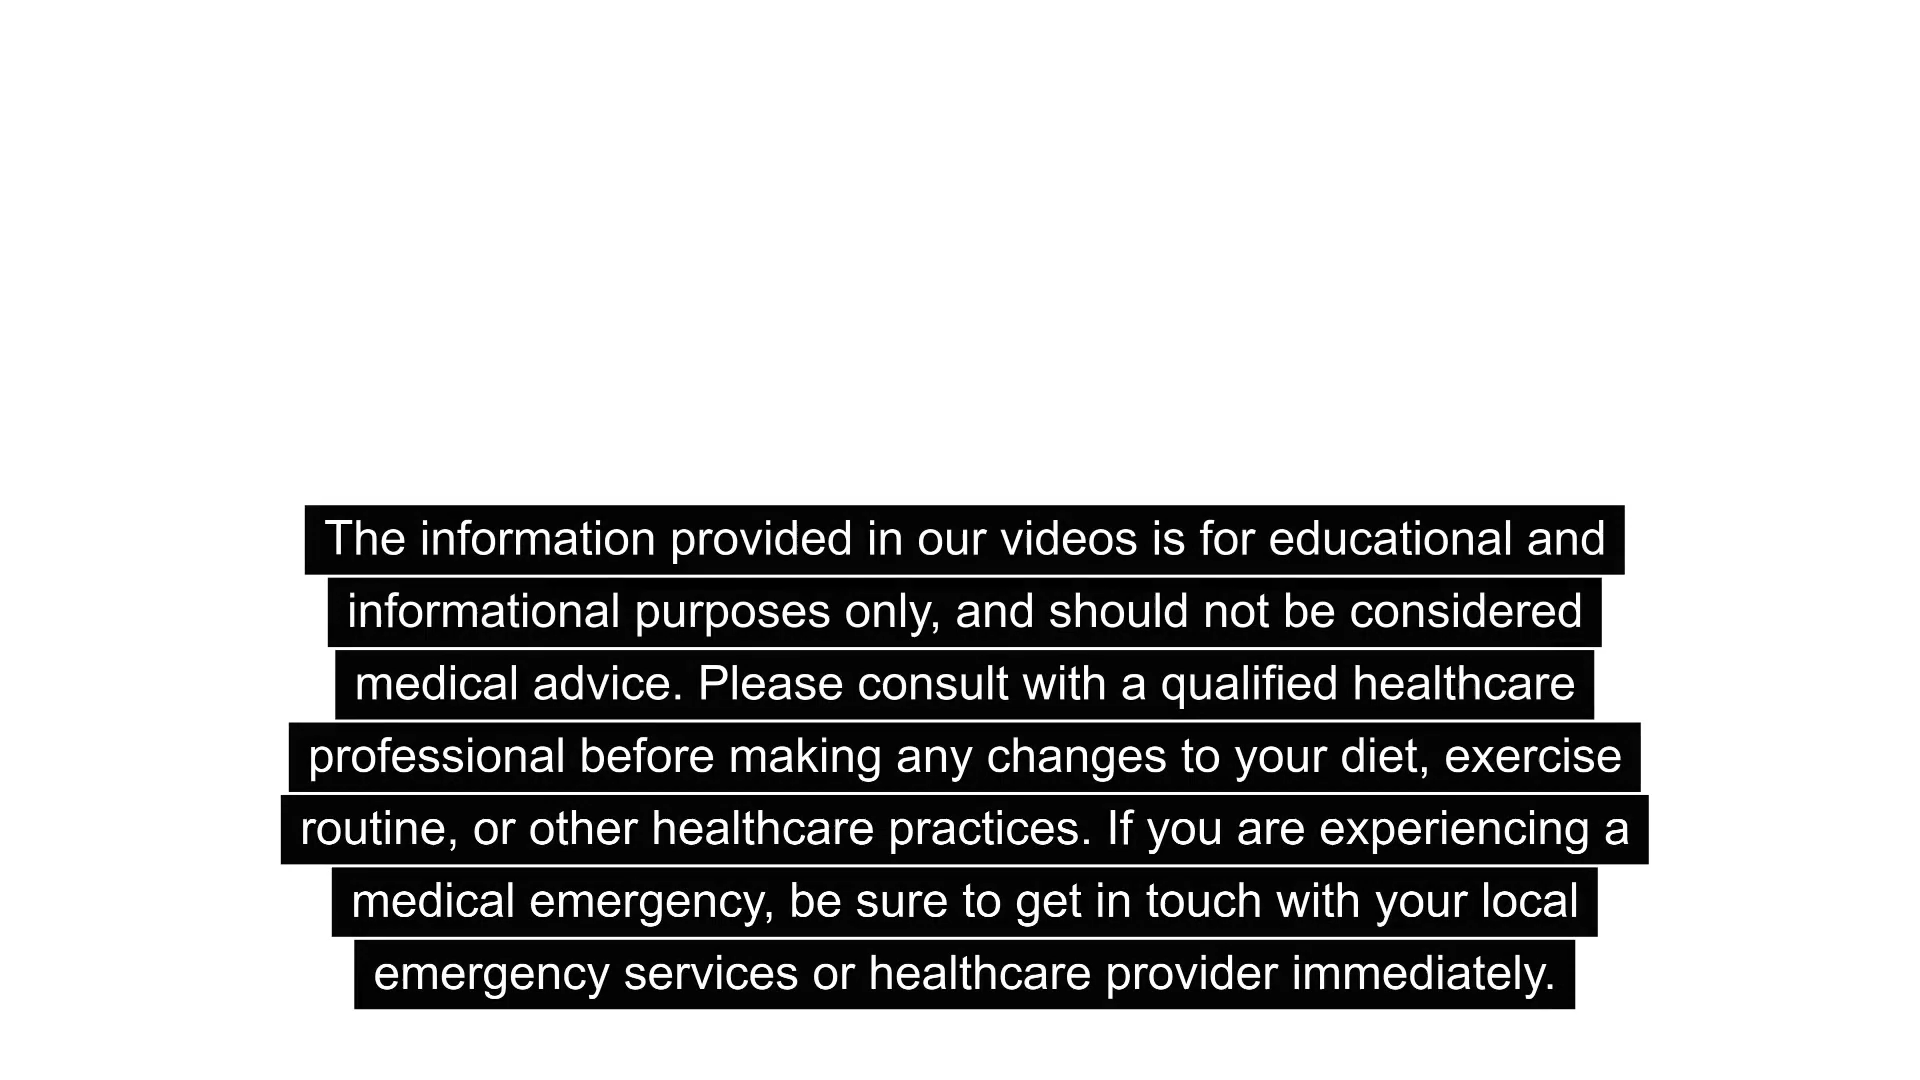 The information provided in our videos is for educational and
informational purposes only, and should not be considered
medical advice. Please consult with a qualified healthcare
professional before making any changes to your diet, exercise
routine, or other healthcare practices. If you are experiencing a
medical emergency, be sure to get in touch with your local
emergency services or healthcare provider immediately.